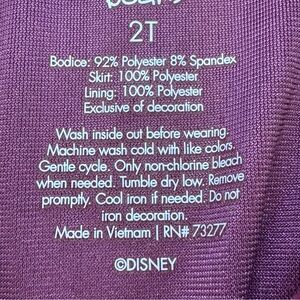 2T
Bodice: 92% Polyester 8% Spandex
Skirt: 100% Polyester
Lining: 100% Polyester
Exclusive of decoration
Wash inside out before wearing.
Machine wash cold with like colors.
Gentle cycle. Only non-chlorine bleach
when needed. Tumble dry low. Remove
promptly. Cool iron if needed. Do not
iron decoration.
Made in Vietnam | RN# 73277
©DISNEY